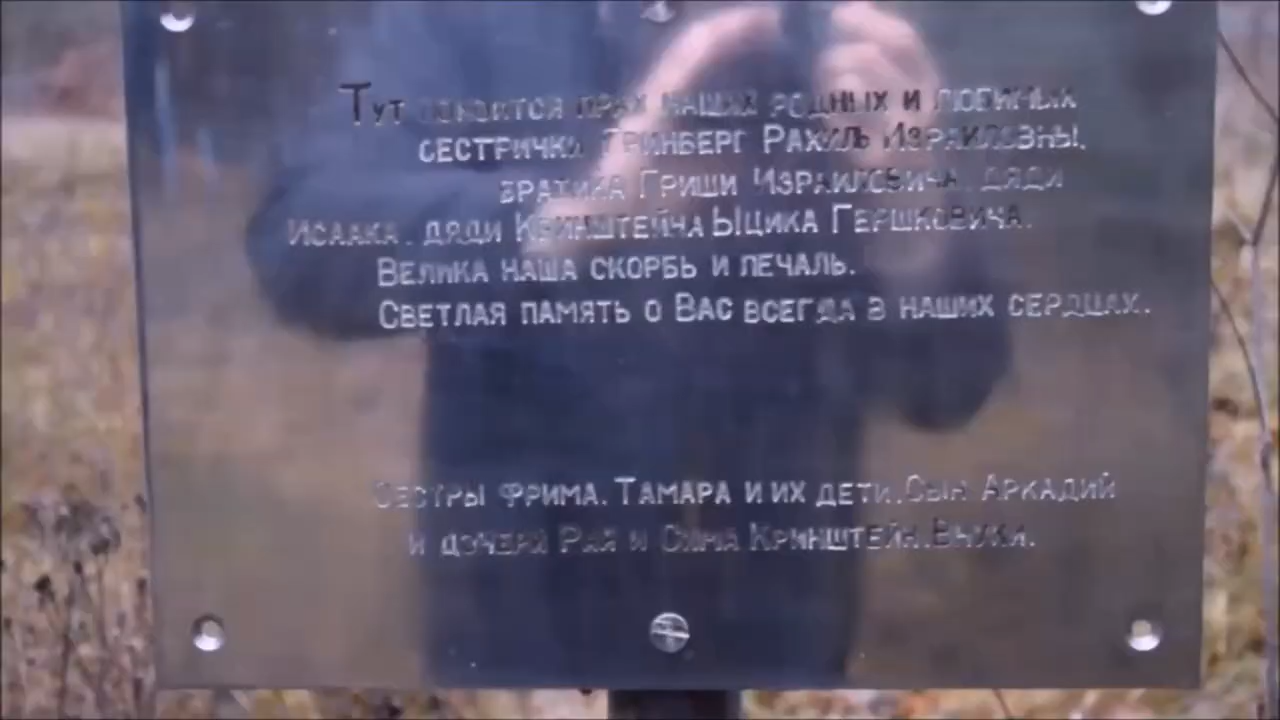 Тут покоится прах наших родных и любимых
сестрички Гринберг Рахиль Израиловны,
братика Гриши Израиловича, дяди
Исаака, дяди Кринштейна Ыцика Гершковича.
Велика наша скорбь и печаль.
Светлая память о Вас всегда в наших сердцах.
Сестры Фрима, Тамара и их дети. Сын Аркадий
и дочери Рая и Сима Кринштейн. Внуки.